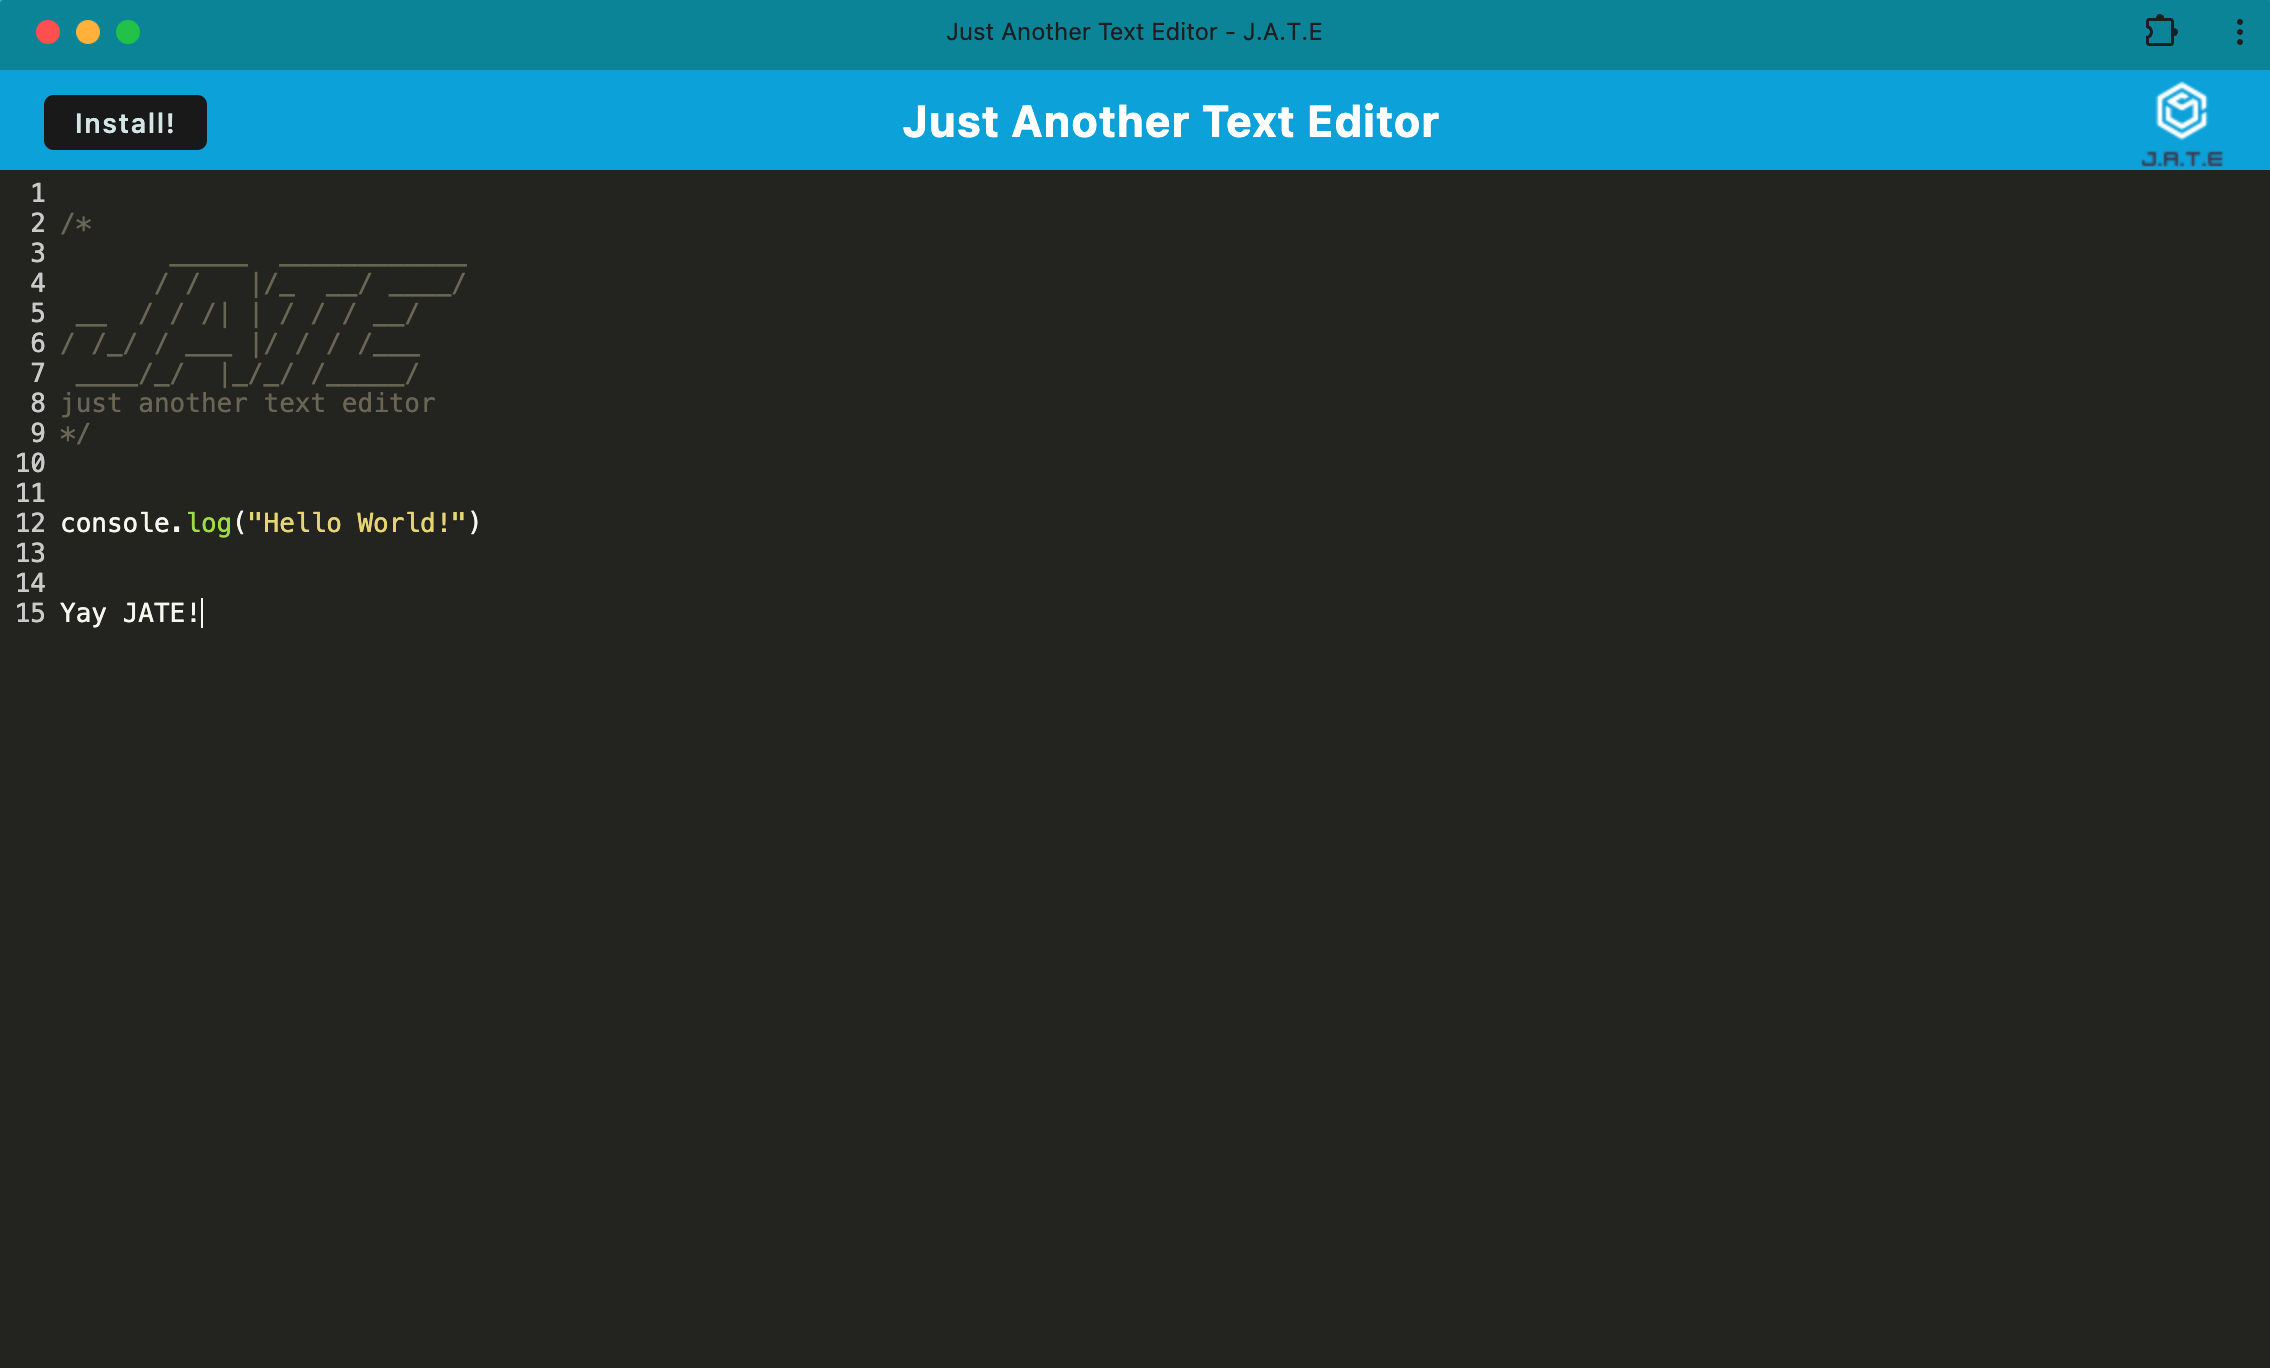 Just Another Text Editor - J.A.T.E
Install!
Just Another Text Editor
J.A.T.E
1
2 /*
3        _____  ____________
4       / /   |/_  __/ ____/
5  __  / / /| | / / / __/
6 / /_/ / ___ |/ / / /___
7  ____/_/  |_/_/ /_____/
8 just another text editor
9 */
10
11
12 console.log("Hello World!")
13
14
15 Yay JATE!